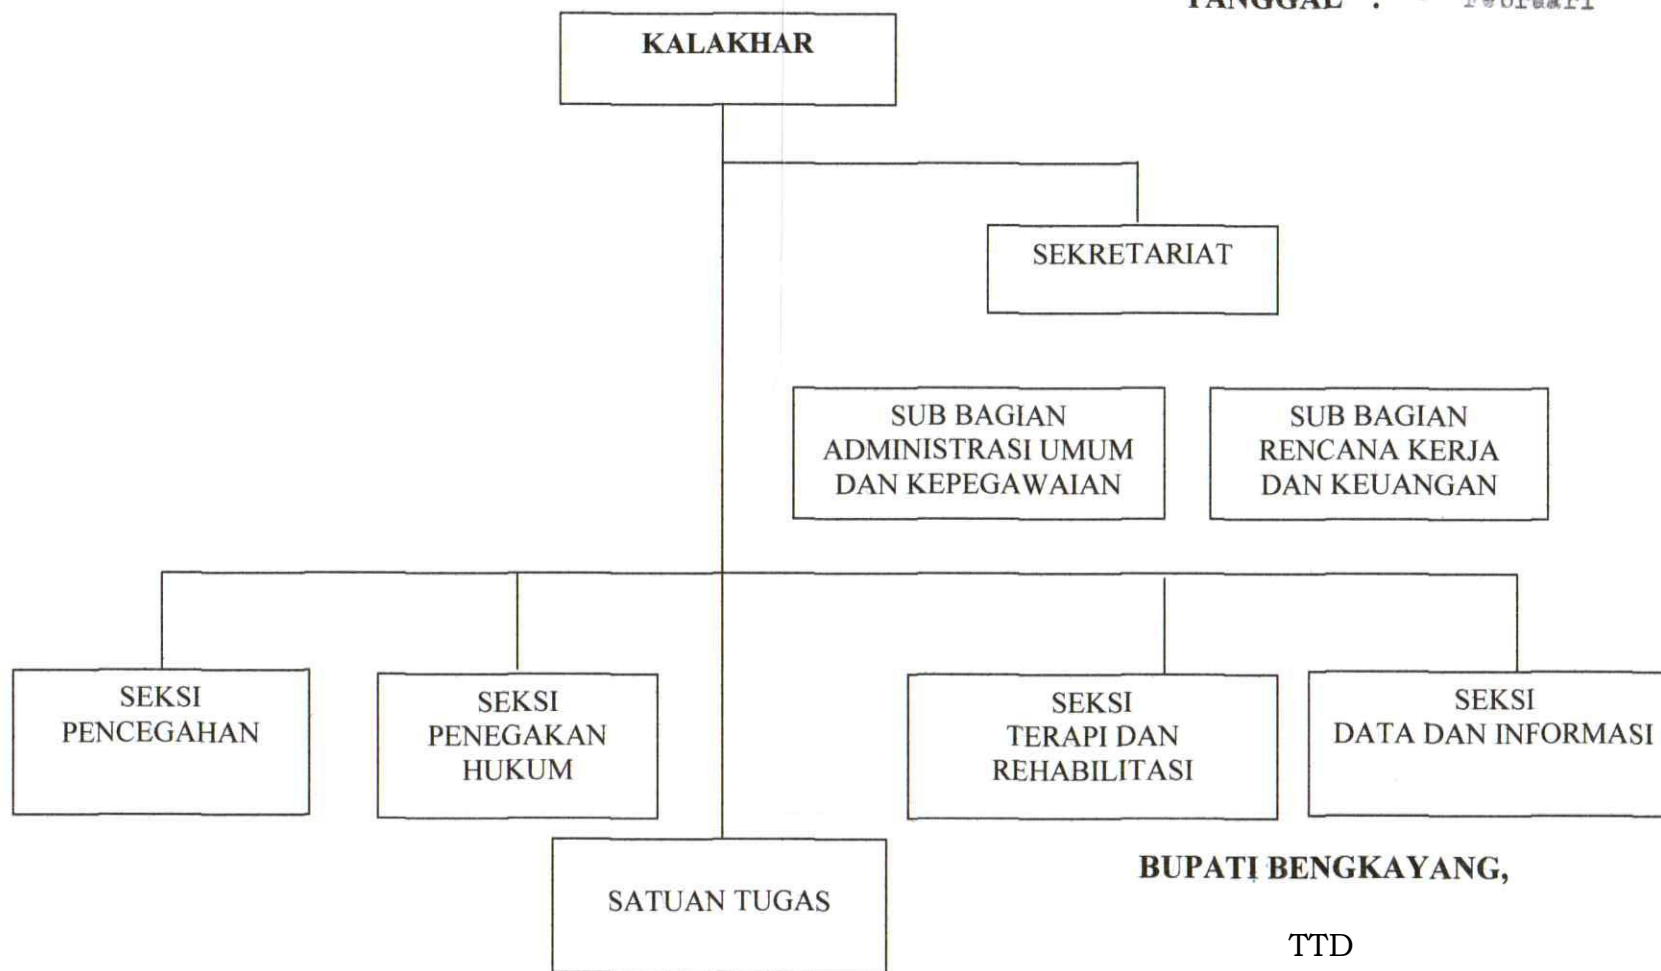 TANGGAL : Februari
KALAKHAR
SEKRETARIAT
SUB BAGIAN
ADMINISTRASI UMUM
DAN KEPEGAWAIAN
SUB BAGIAN
RENCANA KERJA
DAN KEUANGAN
SEKSI
PENCEGAHAN
SEKSI
PENEGAKAN
HUKUM
SEKSI
TERAPI DAN
REHABILITASI
SEKSI
DATA DAN INFORMASI
SATUAN TUGAS
BUPATI BENGKAYANG,
TTD